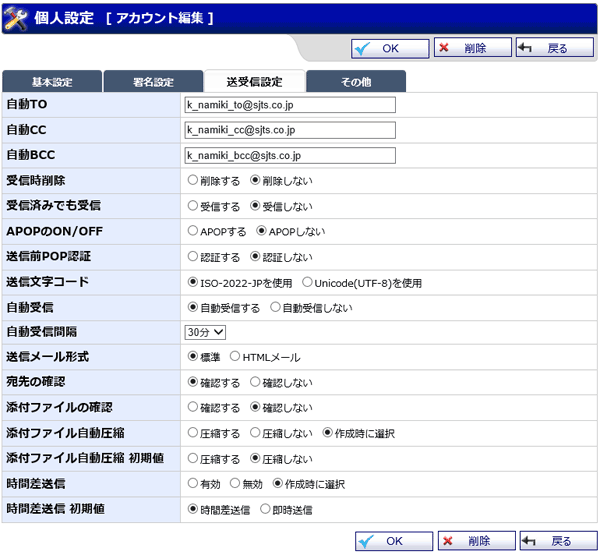 個人設定 [ アカウント編集 ]
OK 削除 戻る
基本設定 署名設定 送受信設定 その他
自動TO k_namiki_to@sjts.co.jp
自動CC k_namiki_cc@sjts.co.jp
自動BCC k_namiki_bcc@sjts.co.jp
受信時削除 削除する 削除しない
受信済みでも受信 受信する 受信しない
APOPのON/OFF APOPする APOPしない
送信前POP認証 認証する 認証しない
送信文字コード ISO-2022-JPを使用 Unicode(UTF-8)を使用
自動受信 自動受信する 自動受信しない
自動受信間隔 30分
送信メール形式 標準 HTMLメール
宛先の確認 確認する 確認しない
添付ファイルの確認 確認する 確認しない
添付ファイル自動圧縮 圧縮する 圧縮しない 作成時に選択
添付ファイル自動圧縮 初期値 圧縮する 圧縮しない
時間差送信 有効 無効 作成時に選択
時間差送信 初期値 時間差送信 即時送信
OK 削除 戻る